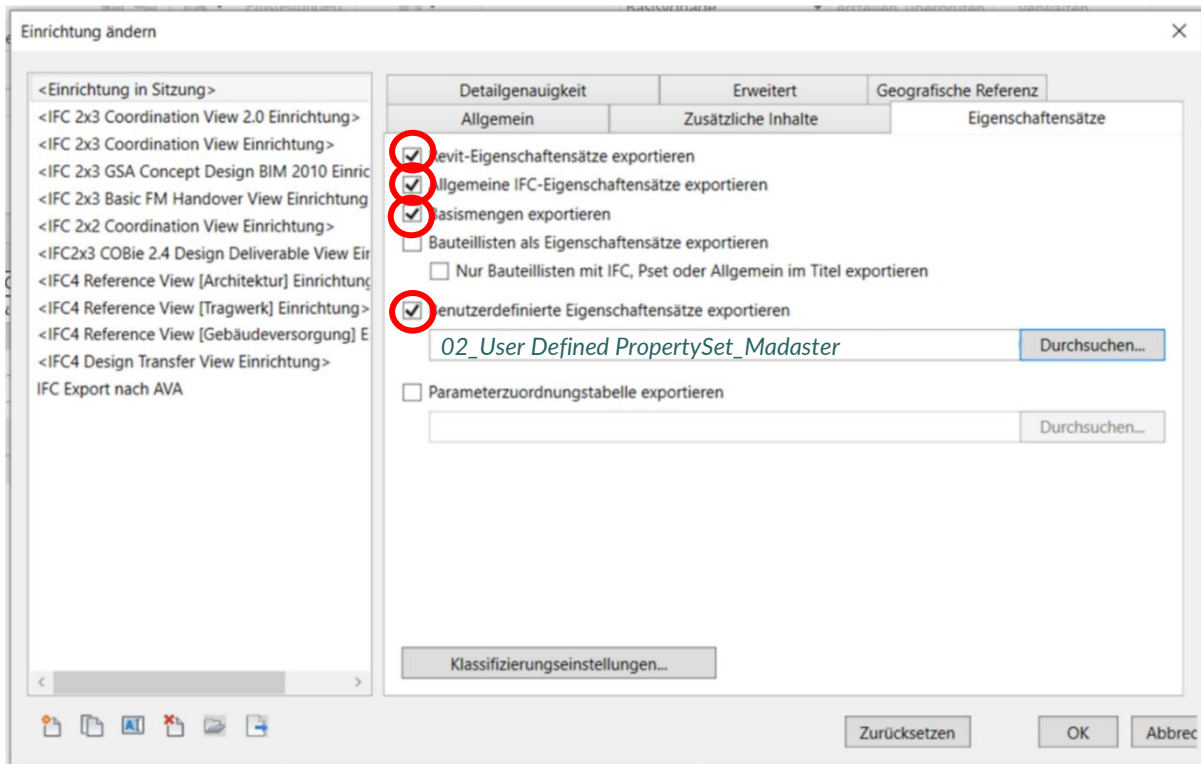 Basisvorlage
Einrichtung ändern
<Einrichtung in Sitzung>
<IFC 2x3 Coordination View 2.0 Einrichtung>
<IFC 2x3 Coordination View Einrichtung>
<IFC 2x3 GSA Concept Design BIM 2010 Einric
<IFC 2x3 Basic FM Handover View Einrichtung
<IFC 2x2 Coordination View Einrichtung>
<IFC2x3 COBie 2.4 Design Deliverable View Ein
<IFC4 Reference View [Architektur] Einrichtung
<IFC4 Reference View [Tragwerk] Einrichtung>
<IFC4 Reference View [Gebäudeversorgung] E
<IFC4 Design Transfer View Einrichtung>
IFC Export nach AVA
Detailgenauigkeit Erweitert Geografische Referenz
Allgemein Zusätzliche Inhalte Eigenschaftensätze
Revit-Eigenschaftensätze exportieren
Allgemeine IFC-Eigenschaftensätze exportieren
Basismengen exportieren
Bauteillisten als Eigenschaftensätze exportieren
Nur Bauteillisten mit IFC, Pset oder Allgemein im Titel exportieren
Benutzerdefinierte Eigenschaftensätze exportieren
02_User Defined PropertySet_Madaster Durchsuchen...
Parameterzuordnungstabelle exportieren
Durchsuchen...
Klassifizierungseinstellungen...
Zurücksetzen OK Abbrec